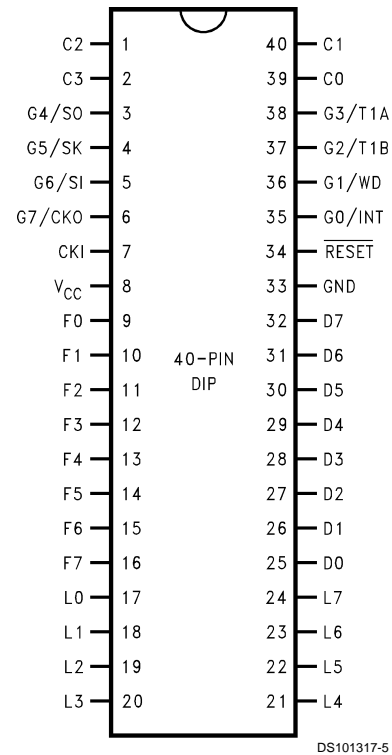 C2 1 40 C1
C3 2 39 C0
G4/SO 3 38 G3/T1A
G5/SK 4 37 G2/T1B
G6/SI 5 36 G1/WD
G7/CKO 6 35 G0/INT
CKI 7 34 RESET
VCC 8 33 GND
F0 9 32 D7
F1 10 31 D6
40-PIN
DIP
F2 11 30 D5
F3 12 29 D4
F4 13 28 D3
F5 14 27 D2
F6 15 26 D1
F7 16 25 D0
L0 17 24 L7
L1 18 23 L6
L2 19 22 L5
L3 20 21 L4
DS101317-5